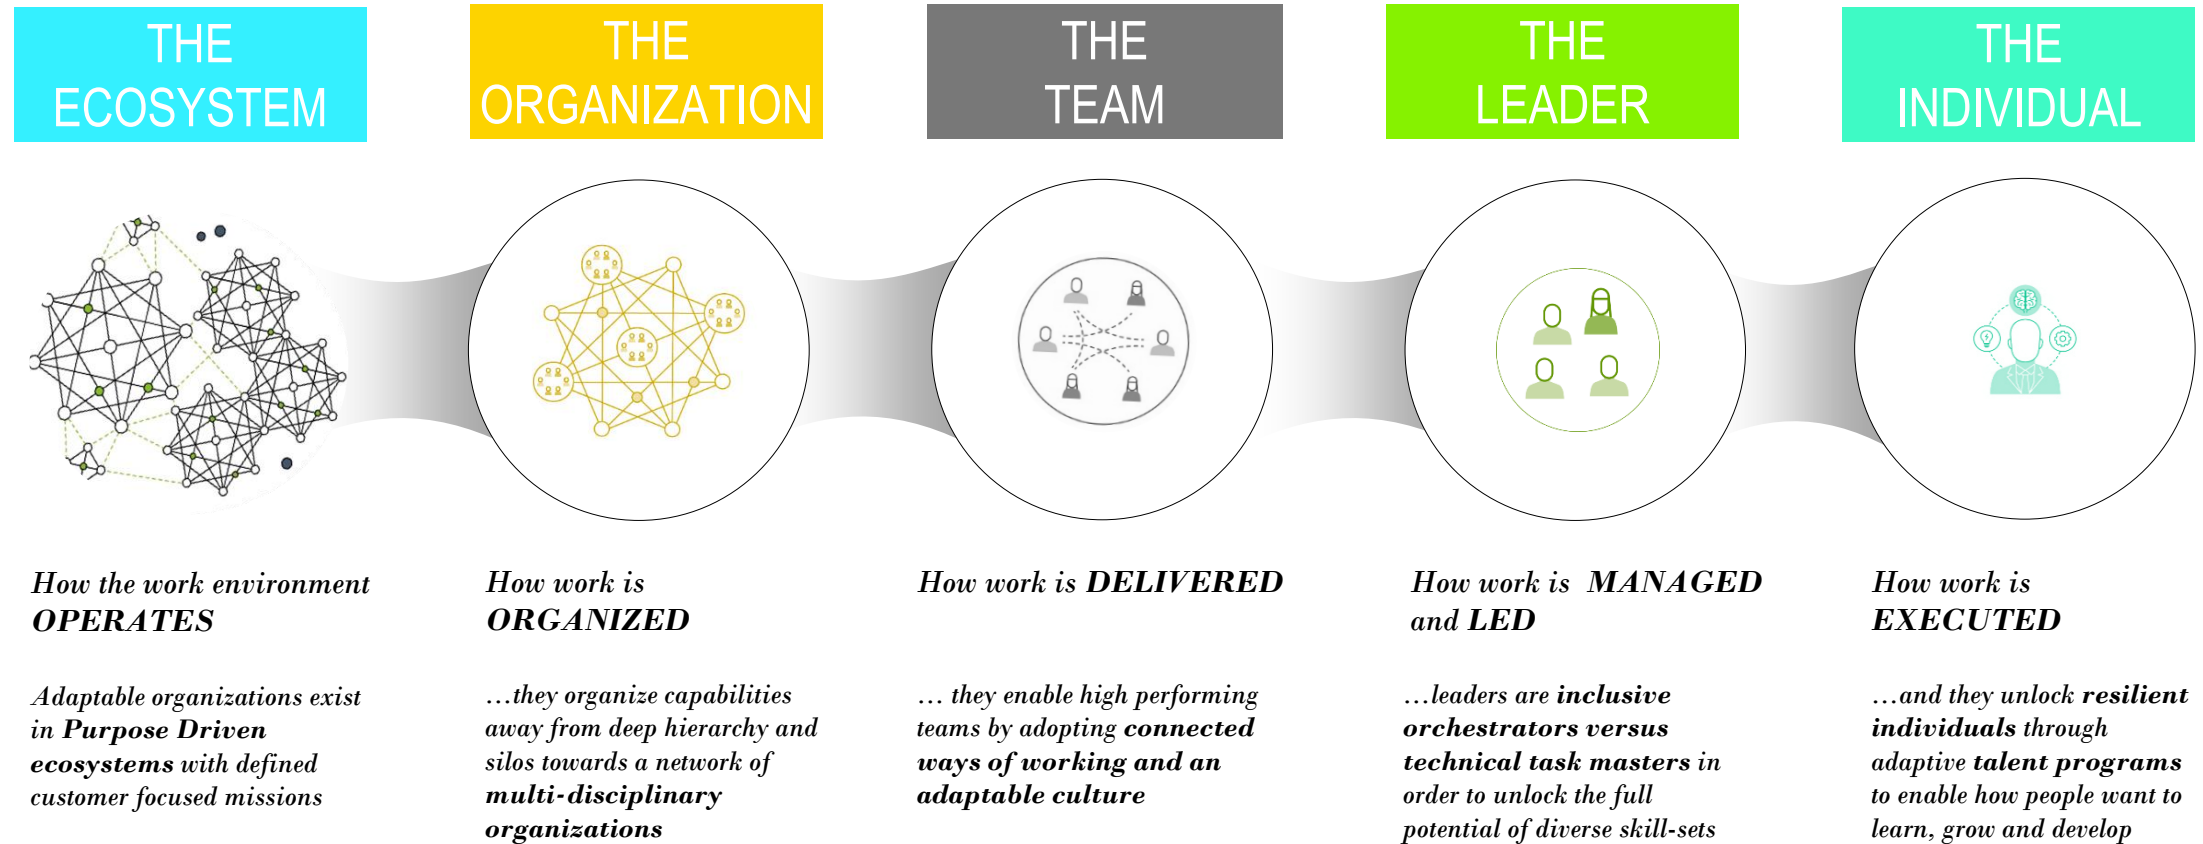 THE
ECOSYSTEM
THE
ORGANIZATION
THE
TEAM
THE
LEADER
THE
INDIVIDUAL
How the work environment
OPERATES
Adaptable organizations exist
in Purpose Driven
ecosystems with defined
customer focused missions
How work is
ORGANIZED
…they organize capabilities
away from deep hierarchy and
silos towards a network of
multi-disciplinary
organizations
How work is DELIVERED
… they enable high performing
teams by adopting connected
ways of working and an
adaptable culture
How work is MANAGED
and LED
…leaders are inclusive
orchestrators versus
technical task masters in
order to unlock the full
potential of diverse skill-sets
How work is
EXECUTED
…and they unlock resilient
individuals through
adaptive talent programs
to enable how people want to
learn, grow and develop